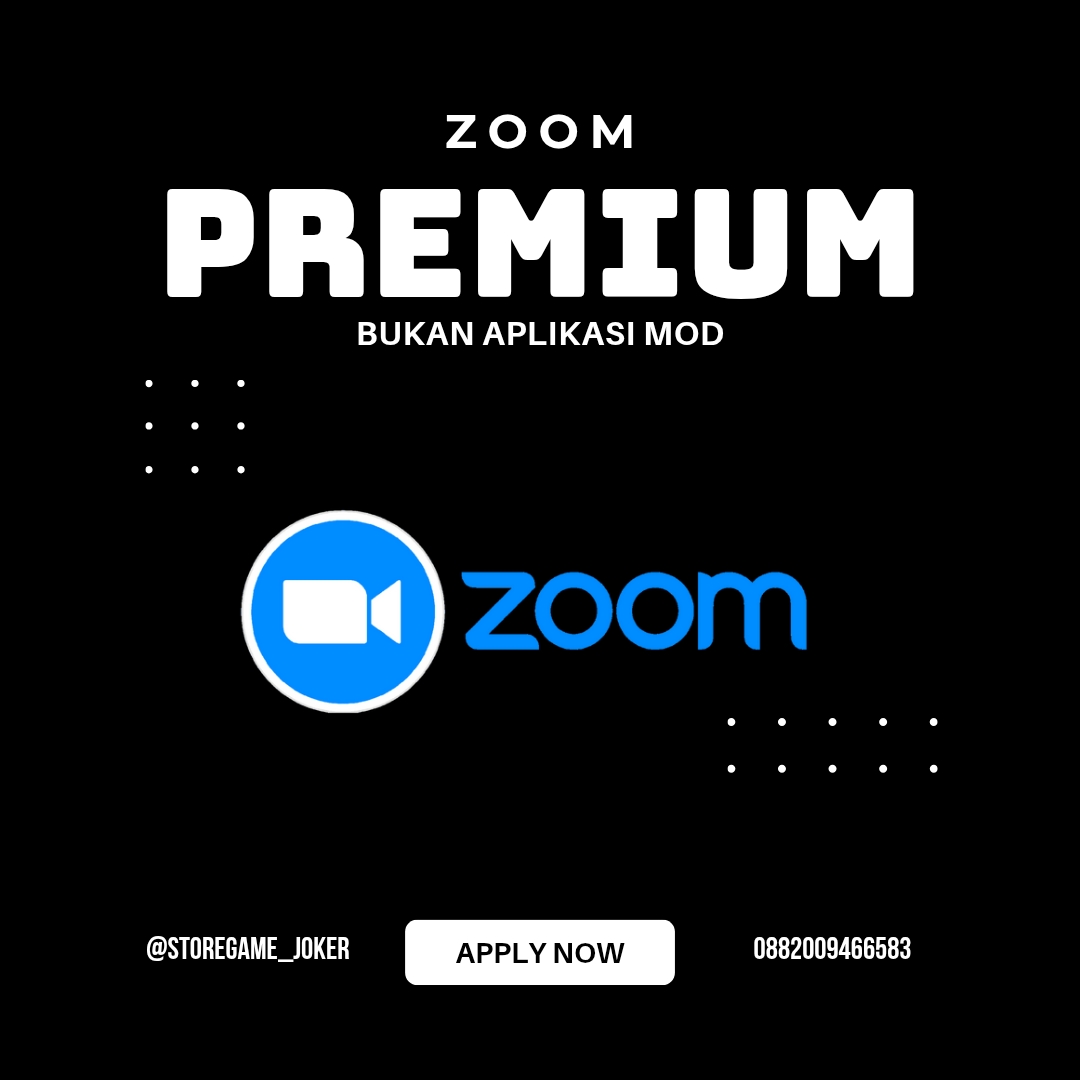 ZOOM
PREMIUM
BUKAN APLIKASI MOD
zoom
@STOREGAME_JOKER
APPLY NOW
0882009466583